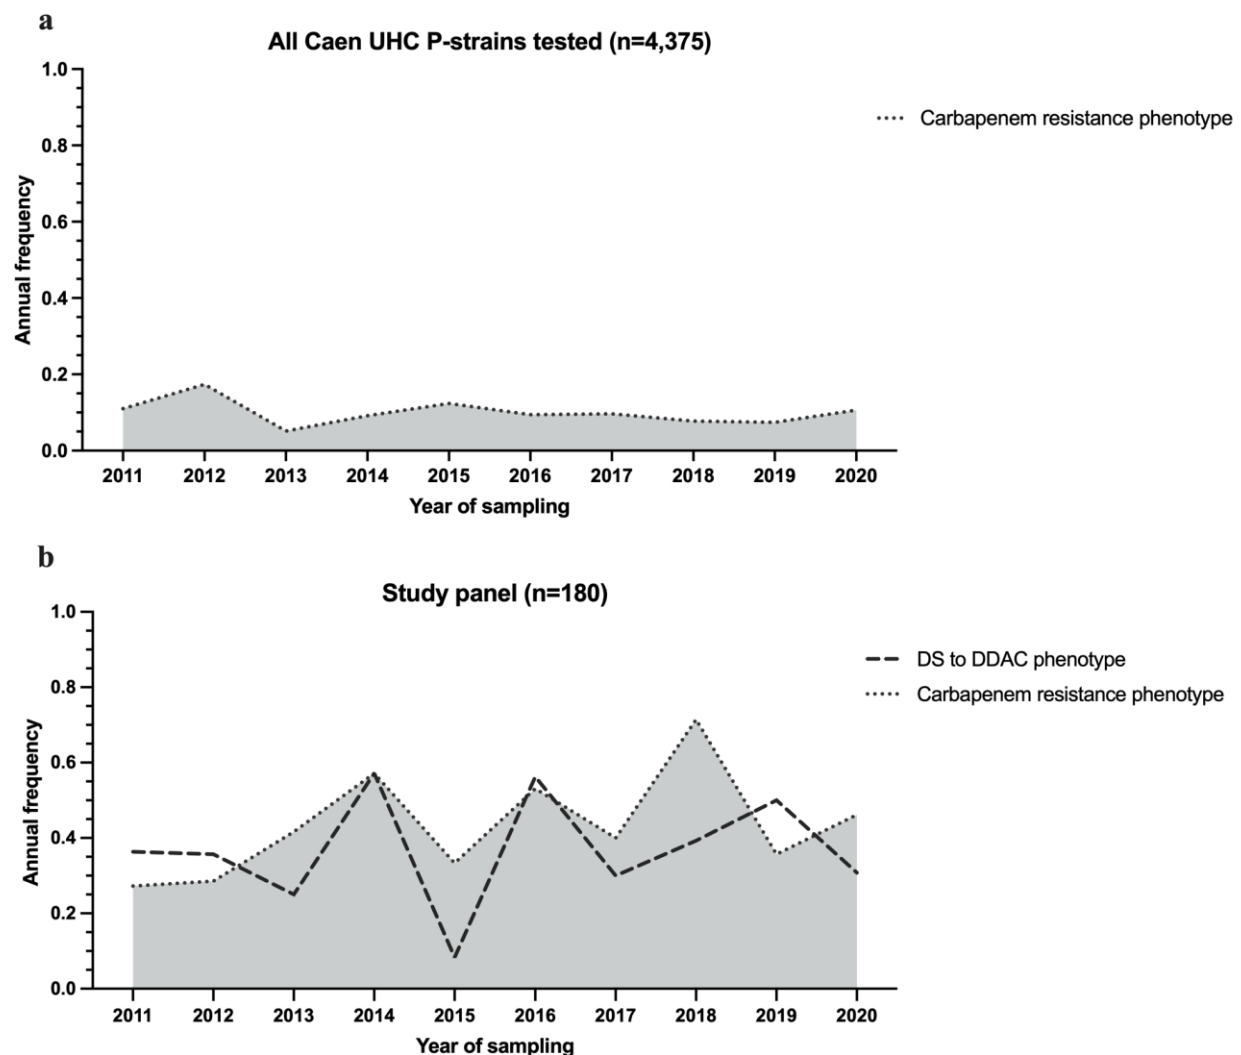 a
All Caen UHC P-strains tested (n=4,375)
1.0
0.8
0.6
0.4
0.2
0.0
Annual frequency
Carbapenem resistance phenotype
2011 2012 2013 2014 2015 2016 2017 2018 2019 2020
Year of sampling
b
Study panel (n=180)
1.0
0.8
0.6
0.4
0.2
0.0
Annual frequency
DS to DDAC phenotype
Carbapenem resistance phenotype
2011 2012 2013 2014 2015 2016 2017 2018 2019 2020
Year of sampling